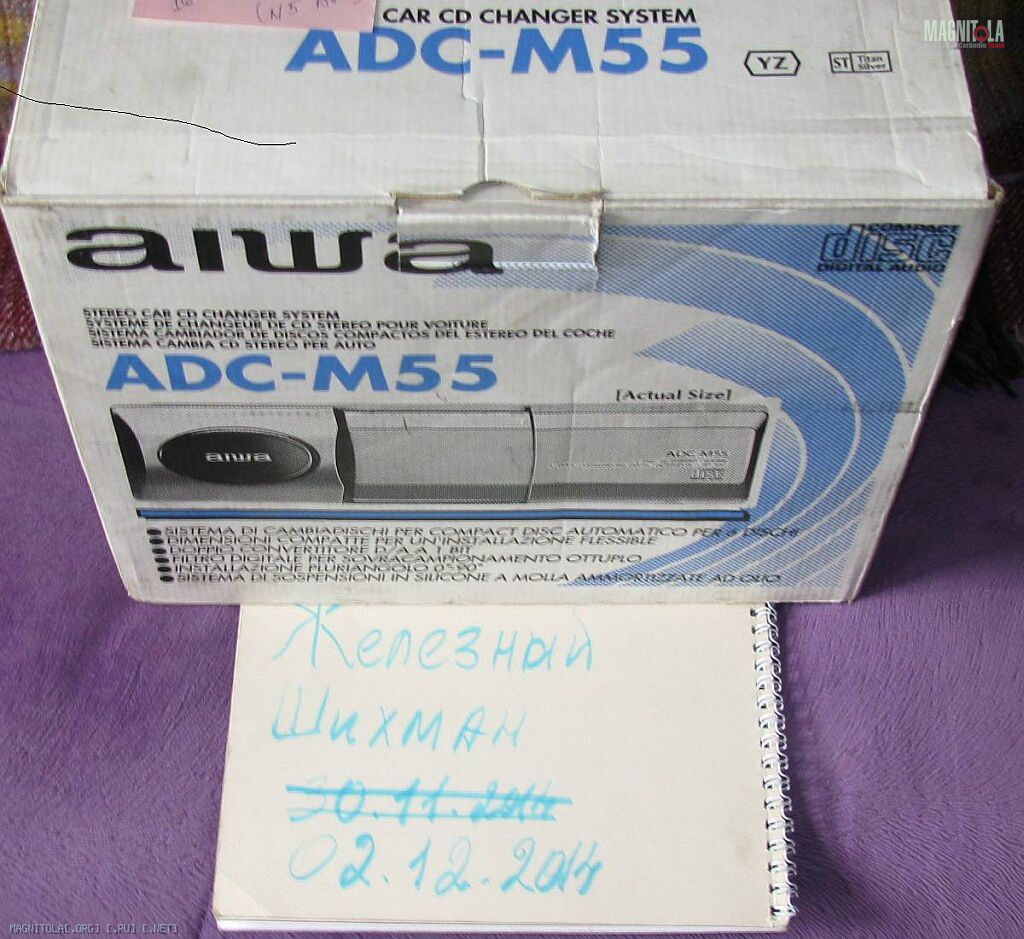 CAR CD CHANGER SYSTEM
ADC-M55
YZ
ST Titan Silver
MAGNITOLA
CarAudio Team
aiwa
COMPACT
disc
DIGITAL AUDIO
STEREO CAR CD CHANGER SYSTEM
SYSTEME DE CHANGEUR DE CD STEREO POUR VOITURE
SISTEMA CAMBIADOR DE DISCOS COMPACTOS DEL ESTEREO DEL COCHE
SISTEMA CAMBIA CD STEREO PER AUTO
ADC-M55
[Actual Size]
aiwa
ADC-M55
SISTEMA DI CAMBIADISCHI PER COMPACT DISC AUTOMATICO PER 6 DISCHI
DIMENSIONI COMPATTE PER UN'INSTALLAZIONE FLESSIBILE
DOPPIO CONVERTITORE D/A A 1 BIT
FILTRO DIGITALE PER SOVRACAMPIONAMENTO OTTUPLO
INSTALLAZIONE PLURIANGOLO 0°-90°
SISTEMA DI SOSPENSIONI IN SILICONE A MOLLA AMMORTIZZATE AD OLIO
Железный
Шихман
30.11.2014
02.12.2014
MAGNITOLA[.ORG] [.RU] [.NET]